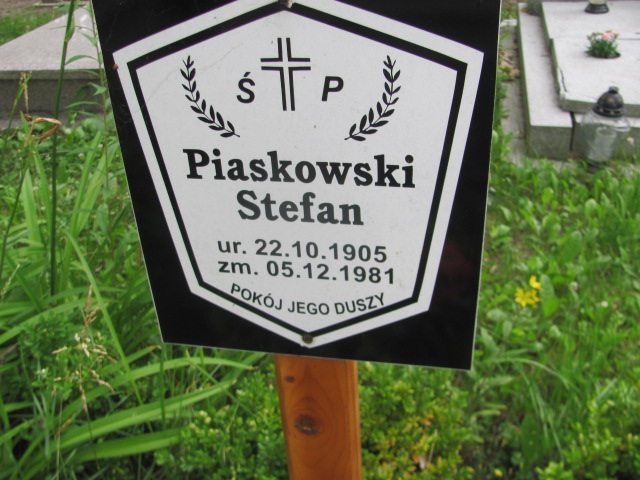 Ś P
Piaskowski
Stefan
ur. 22.10.1905
zm. 05.12.1981
POKÓJ JEGO DUSZY